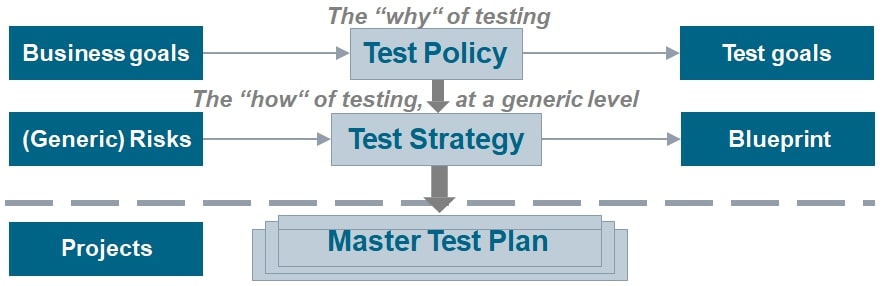 The “why“ of testing
Business goals
Test Policy
Test goals
The “how“ of testing, at a generic level
(Generic) Risks
Test Strategy
Blueprint
Projects
Master Test Plan